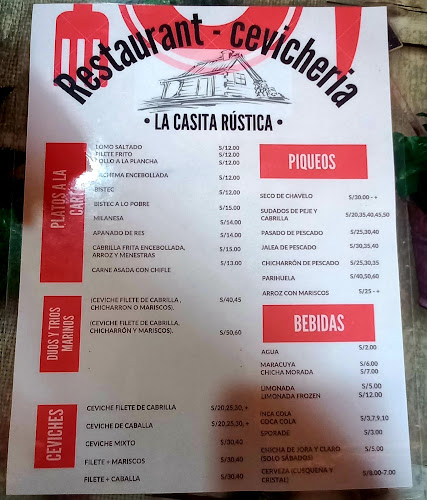 Restaurant - Cevicheria
• LA CASITA RÚSTICA •
PLATOS A LA
LOMO SALTADO S/12.00
FILETE FRITO S/12.00
POLLO A LA PLANCHA S/12.00
CACHEMA ENCEBOLLADA S/12.00
BISTEC S/12.00
BISTEC A LO POBRE S/15.00
MILANESA S/14.00
APANADO DE RES S/14.00
CABRILLA FRITA ENCEBOLLADA, S/15.00
ARROZ Y MENESTRAS
CARNE ASADA CON CHIFLE S/13.00
DUOS Y TRIOS
MARINOS
(CEVICHE FILETE DE CABRILLA , S/40,45
CHICHARRON O MARISCOS).
(CEVICHE FILETE DE CABRILLA, S/50,60
CHICHARRÓN Y MARISCOS).
CEVICHES
CEVICHE FILETE DE CABRILLA S/20,25,30, +
CEVICHE DE CABALLA S/20,25,30, +
CEVICHE MIXTO S/30,40
FILETE + MARISCOS S/30,40
FILETE + CABALLA S/30,40
PIQUEOS
SECO DE CHAVELO S/30.00 - +
SUDADOS DE PEJE Y
CABRILLA S/20,35,40,45,50
PASADO DE PESCADO S/25,30,40
JALEA DE PESCADO S/30,35,40
CHICHARRÓN DE PESCADO S/25,30,35
PARIHUELA S/40,50,60
ARROZ CON MARISCOS S/25 - +
BEBIDAS
AGUA S/2.00
MARACUYA S/6.00
CHICHA MORADA S/7.00
LIMONADA S/5.00
LIMONADA FROZEN S/12.00
INCA COLA
COCA COLA S/3,7,9,10
SPORADE S/3.00
CHICHA DE JORA Y CLARO S/5.00
(SOLO SÁBADOS)
CERVEZA (CUSQUEÑA Y S/8.00-7.00
CRISTAL)